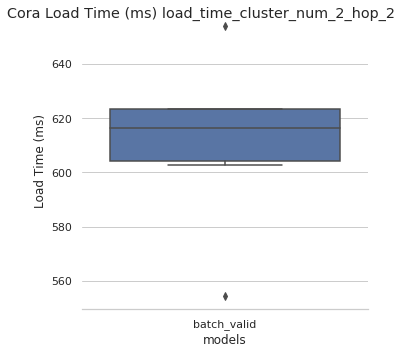 Cora Load Time (ms) load_time_cluster_num_2_hop_2
640
620
600
580
560
Load Time (ms)
batch_valid
models